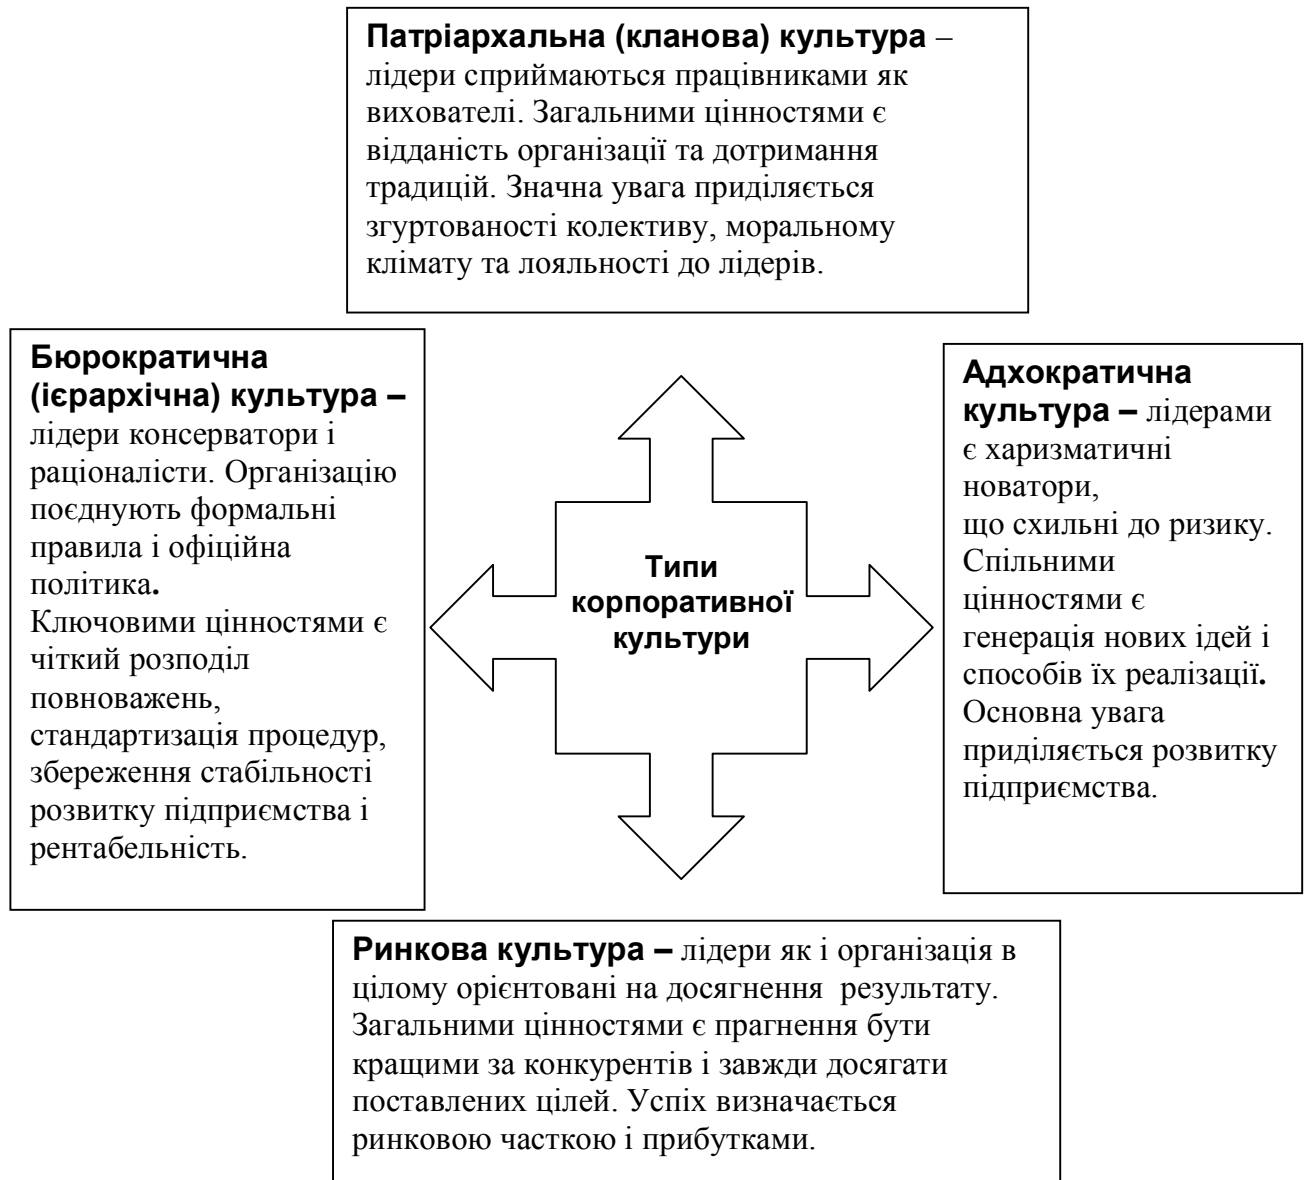 Патріархальна (кланова) культура –
лідери сприймаються працівниками як
вихователі. Загальними цінностями є
відданість організації та дотримання
традицій. Значна увага приділяється
згуртованості колективу, моральному
клімату та лояльності до лідерів.
Бюрократична
(ієрархічна) культура –
лідери консерватори і
раціоналісти. Організацію
поєднують формальні
правила і офіційна
політика.
Ключовими цінностями є
чіткий розподіл
повноважень,
стандартизація процедур,
збереження стабільності
розвитку підприємства і
рентабельність.
Типи
корпоративної
культури
Адхократична
культура – лідерами
є харизматичні
новатори,
що схильні до ризику.
Спільними
цінностями є
генерація нових ідей і
способів їх реалізації.
Основна увага
приділяється розвитку
підприємства.
Ринкова культура – лідери як і організація в
цілому орієнтовані на досягнення  результату.
Загальними цінностями є прагнення бути
кращими за конкурентів і завжди досягати
поставлених цілей. Успіх визначається
ринковою часткою і прибутками.